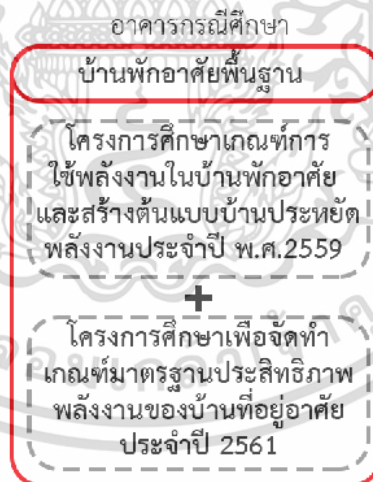 อาคารกรณีศึกษา
บ้านพักอาศัยพื้นฐาน
โครงการศึกษาเกณฑ์การ
ใช้พลังงานในบ้านพักอาศัย
และสร้างต้นแบบบ้านประหยัด
พลังงานประจำปี พ.ศ.2559
+
โครงการศึกษาเพื่อจัดทำ
เกณฑ์มาตรฐานประสิทธิภาพ
พลังงานของบ้านที่อยู่อาศัย
ประจำปี 2561